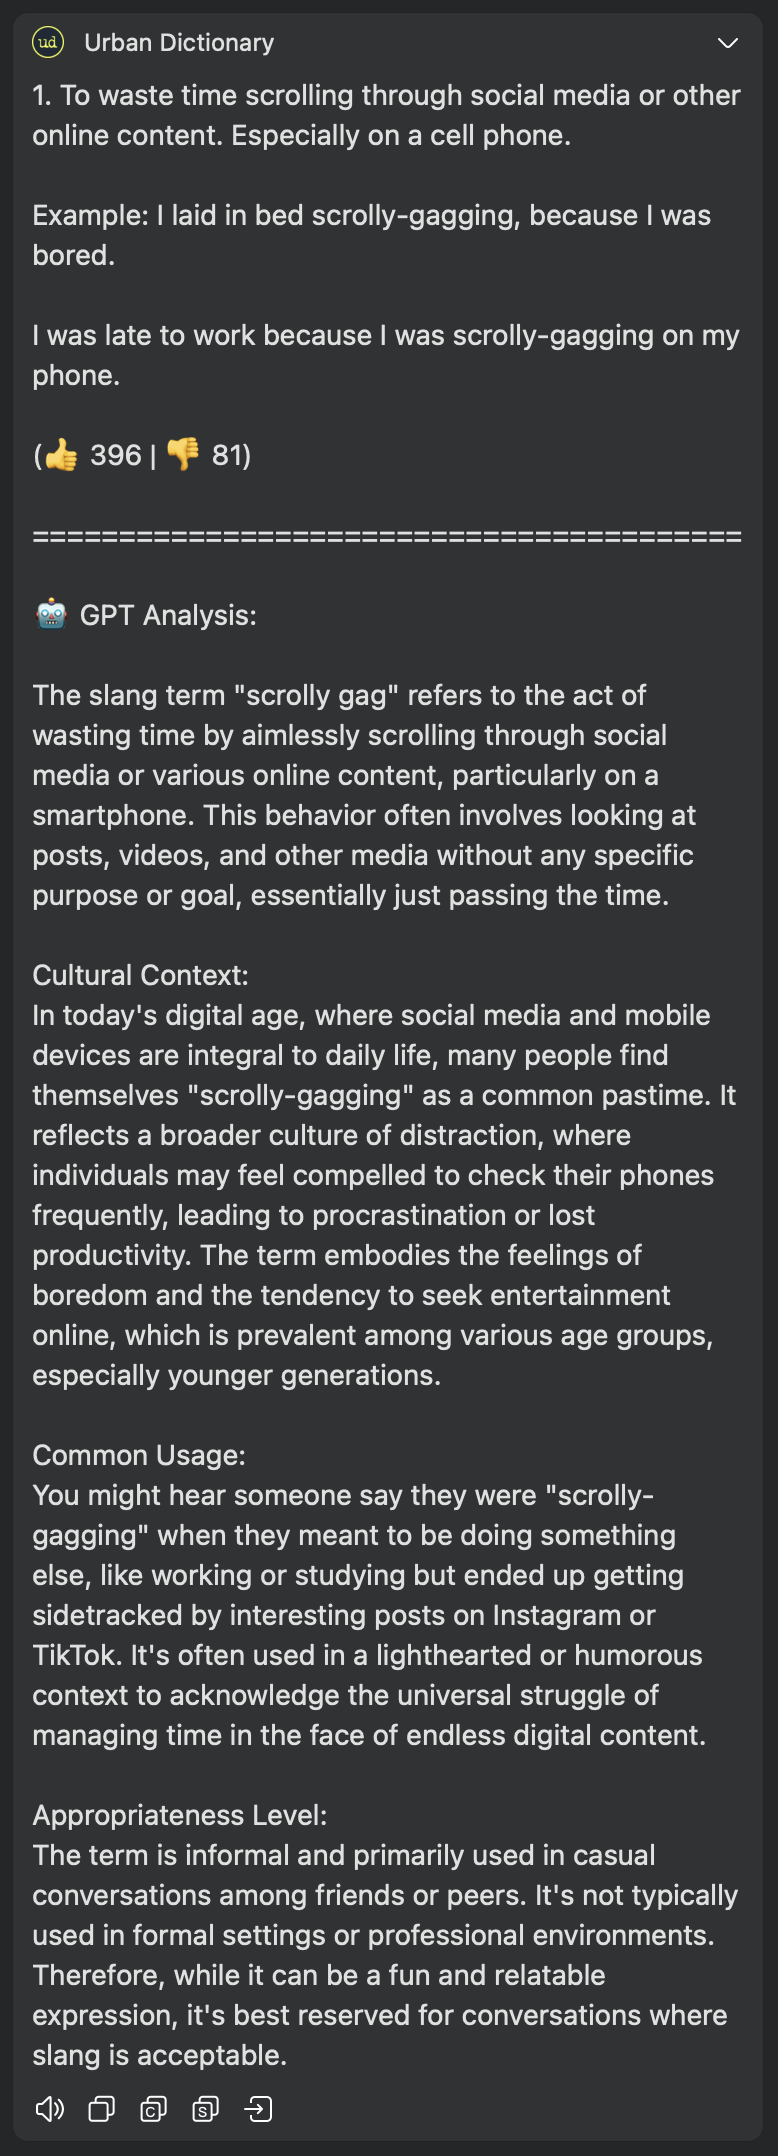 ud Urban Dictionary
1. To waste time scrolling through social media or other
online content. Especially on a cell phone.
Example: I laid in bed scrolly-gagging, because I was
bored.
I was late to work because I was scrolly-gagging on my
phone.
(👍 396 | 👎 81)
=========================================
🤖 GPT Analysis:
The slang term "scrolly gag" refers to the act of
wasting time by aimlessly scrolling through social
media or various online content, particularly on a
smartphone. This behavior often involves looking at
posts, videos, and other media without any specific
purpose or goal, essentially just passing the time.
Cultural Context:
In today's digital age, where social media and mobile
devices are integral to daily life, many people find
themselves "scrolly-gagging" as a common pastime. It
reflects a broader culture of distraction, where
individuals may feel compelled to check their phones
frequently, leading to procrastination or lost
productivity. The term embodies the feelings of
boredom and the tendency to seek entertainment
online, which is prevalent among various age groups,
especially younger generations.
Common Usage:
You might hear someone say they were "scrolly-
gagging" when they meant to be doing something
else, like working or studying but ended up getting
sidetracked by interesting posts on Instagram or
TikTok. It's often used in a lighthearted or humorous
context to acknowledge the universal struggle of
managing time in the face of endless digital content.
Appropriateness Level:
The term is informal and primarily used in casual
conversations among friends or peers. It's not typically
used in formal settings or professional environments.
Therefore, while it can be a fun and relatable
expression, it's best reserved for conversations where
slang is acceptable.
C S